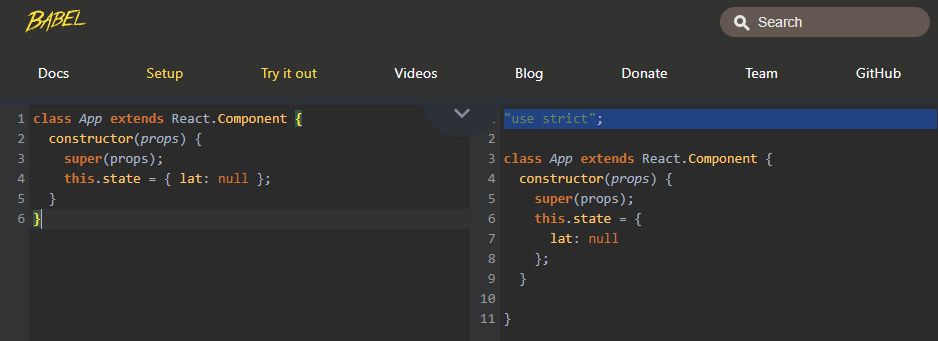 BABEL
Search
Docs Setup Try it out Videos Blog Donate Team GitHub
1 class App extends React.Component {
2   constructor(props) {
3     super(props);
4     this.state = { lat: null };
5   }
6 }
. "use strict";
2
3 class App extends React.Component {
4   constructor(props) {
5     super(props);
6     this.state = {
7       lat: null
8     };
9   }
10
11 }